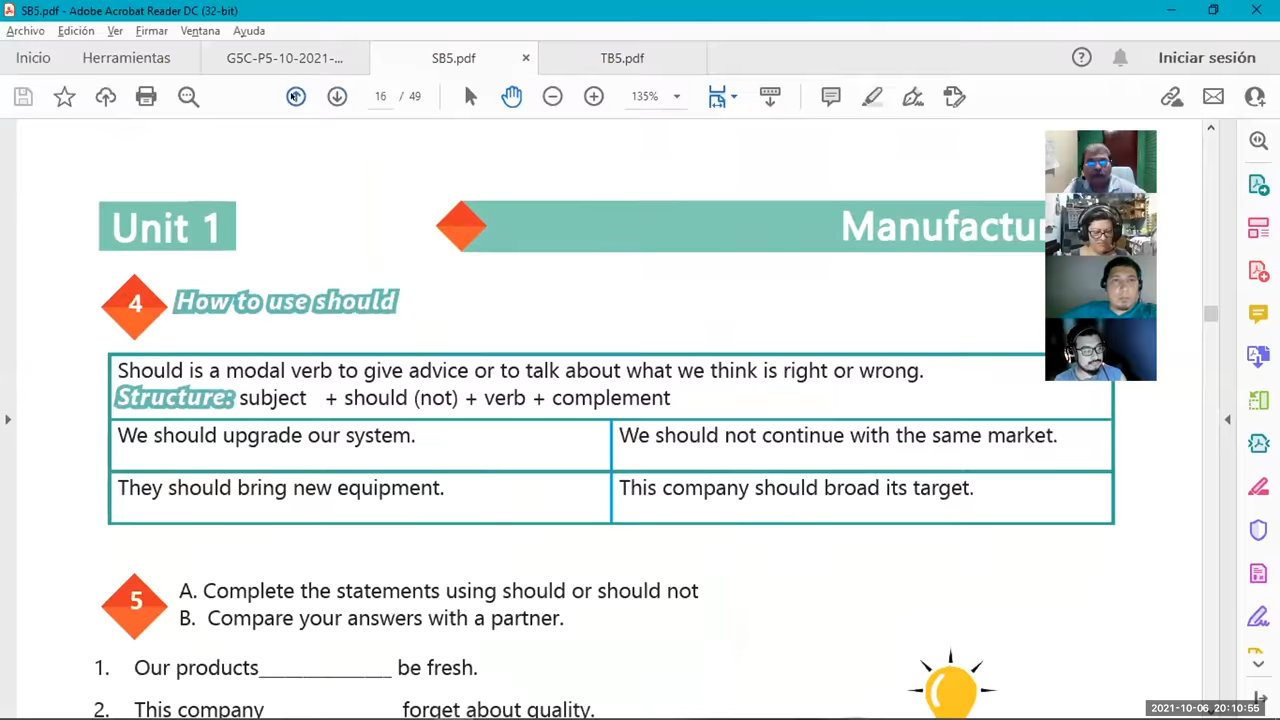 SB5.pdf - Adobe Acrobat Reader DC (32-bit)
Archivo Edición Ver Firmar Ventana Ayuda
Inicio Herramientas G5C-P5-10-2021-... SB5.pdf × TB5.pdf Iniciar sesión
16 / 49 135%
Unit 1 Manufactu
4 How to use should
Should is a modal verb to give advice or to talk about what we think is right or wrong.
Structure: subject + should (not) + verb + complement
We should upgrade our system. We should not continue with the same market.
They should bring new equipment. This company should broad its target.
5 A. Complete the statements using should or should not
B. Compare your answers with a partner.
1. Our products____________ be fresh.
2. This company forget about quality.
2021-10-06 20:10:55